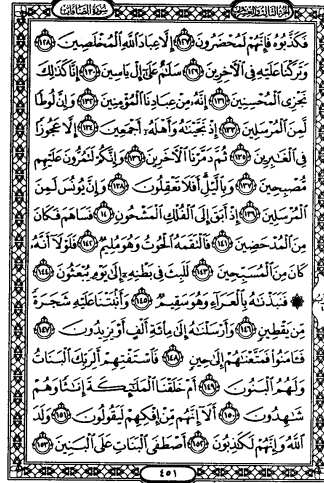 الجزء الثالث والعشرون
سورة الصافات
فَكَذَّبُوهُ فَإِنَّهُمْ لَمُحْضَرُونَ ١٢٧ إِلَّا عِبَادَ اللَّهِ الْمُخْلَصِينَ ١٢٨
وَتَرَكْنَا عَلَيْهِ فِي الْآخِرِينَ ١٢٩ سَلَامٌ عَلَىٰ إِلْ يَاسِينَ ١٣٠ إِنَّا كَذَٰلِكَ
نَجْزِي الْمُحْسِنِينَ ١٣١ إِنَّهُ مِنْ عِبَادِنَا الْمُؤْمِنِينَ ١٣٢ وَإِنَّ لُوطًا
لَمِنَ الْمُرْسَلِينَ ١٣٣ إِذْ نَجَّيْنَاهُ وَأَهْلَهُ أَجْمَعِينَ ١٣٤ إِلَّا عَجُوزًا
فِي الْغَابِرِينَ ١٣٥ ثُمَّ دَمَّرْنَا الْآخَرِينَ ١٣٦ وَإِنَّكُمْ لَتَمُرُّونَ عَلَيْهِمْ
مُصْبِحِينَ ١٣٧ وَبِاللَّيْلِ أَفَلَا تَعْقِلُونَ ١٣٨ وَإِنَّ يُونُسَ لَمِنَ
الْمُرْسَلِينَ ١٣٩ إِذْ أَبَقَ إِلَى الْفُلْكِ الْمَشْحُونِ ١٤٠ فَسَاهَمَ فَكَانَ
مِنَ الْمُدْحَضِينَ ١٤١ فَالْتَقَمَهُ الْحُوتُ وَهُوَ مُلِيمٌ ١٤٢ فَلَوْلَا أَنَّهُ
كَانَ مِنَ الْمُسَبِّحِينَ ١٤٣ لَلَبِثَ فِي بَطْنِهِ إِلَىٰ يَوْمِ يُبْعَثُونَ ١٤٤
۞ فَنَبَذْنَاهُ بِالْعَرَاءِ وَهُوَ سَقِيمٌ ١٤٥ وَأَنْبَتْنَا عَلَيْهِ شَجَرَةً
مِنْ يَقْطِينٍ ١٤٦ وَأَرْسَلْنَاهُ إِلَىٰ مِائَةِ أَلْفٍ أَوْ يَزِيدُونَ ١٤٧
فَآمَنُوا فَمَتَّعْنَاهُمْ إِلَىٰ حِينٍ ١٤٨ فَاسْتَفْتِهِمْ أَلِرَبِّكَ الْبَنَاتُ
وَلَهُمُ الْبَنُونَ ١٤٩ أَمْ خَلَقْنَا الْمَلَائِكَةَ إِنَاثًا وَهُمْ
شَاهِدُونَ ١٥٠ أَلَا إِنَّهُمْ مِنْ إِفْكِهِمْ لَيَقُولُونَ ١٥١ وَلَدَ
اللَّهُ وَإِنَّهُمْ لَكَاذِبُونَ ١٥٢ أَصْطَفَى الْبَنَاتِ عَلَى الْبَنِينَ ١٥٣
٤٥١